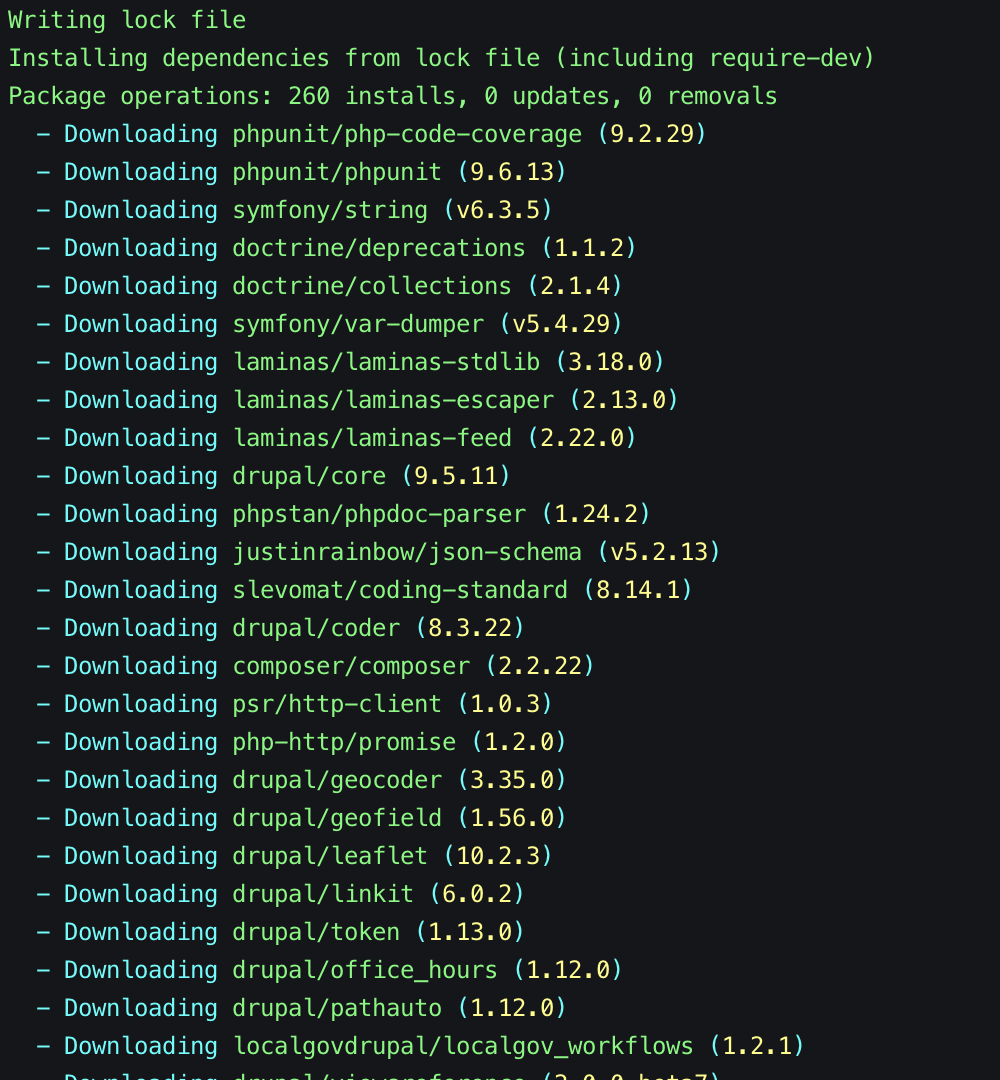 Writing lock file
Installing dependencies from lock file (including require-dev)
Package operations: 260 installs, 0 updates, 0 removals
  - Downloading phpunit/php-code-coverage (9.2.29)
  - Downloading phpunit/phpunit (9.6.13)
  - Downloading symfony/string (v6.3.5)
  - Downloading doctrine/deprecations (1.1.2)
  - Downloading doctrine/collections (2.1.4)
  - Downloading symfony/var-dumper (v5.4.29)
  - Downloading laminas/laminas-stdlib (3.18.0)
  - Downloading laminas/laminas-escaper (2.13.0)
  - Downloading laminas/laminas-feed (2.22.0)
  - Downloading drupal/core (9.5.11)
  - Downloading phpstan/phpdoc-parser (1.24.2)
  - Downloading justinrainbow/json-schema (v5.2.13)
  - Downloading slevomat/coding-standard (8.14.1)
  - Downloading drupal/coder (8.3.22)
  - Downloading composer/composer (2.2.22)
  - Downloading psr/http-client (1.0.3)
  - Downloading php-http/promise (1.2.0)
  - Downloading drupal/geocoder (3.35.0)
  - Downloading drupal/geofield (1.56.0)
  - Downloading drupal/leaflet (10.2.3)
  - Downloading drupal/linkit (6.0.2)
  - Downloading drupal/token (1.13.0)
  - Downloading drupal/office_hours (1.12.0)
  - Downloading drupal/pathauto (1.12.0)
  - Downloading localgovdrupal/localgov_workflows (1.2.1)
  - Downloading